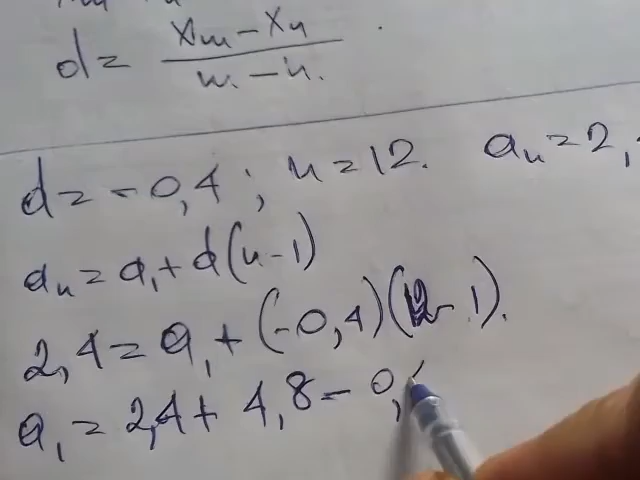 d = xm - xn / m - n.
d = -0,4 ; n = 12. an = 2,
an = a1 + d(n-1)
2,4 = a1 + (-0,4)(12-1).
a1 = 2,4 + 4,8 - 0,